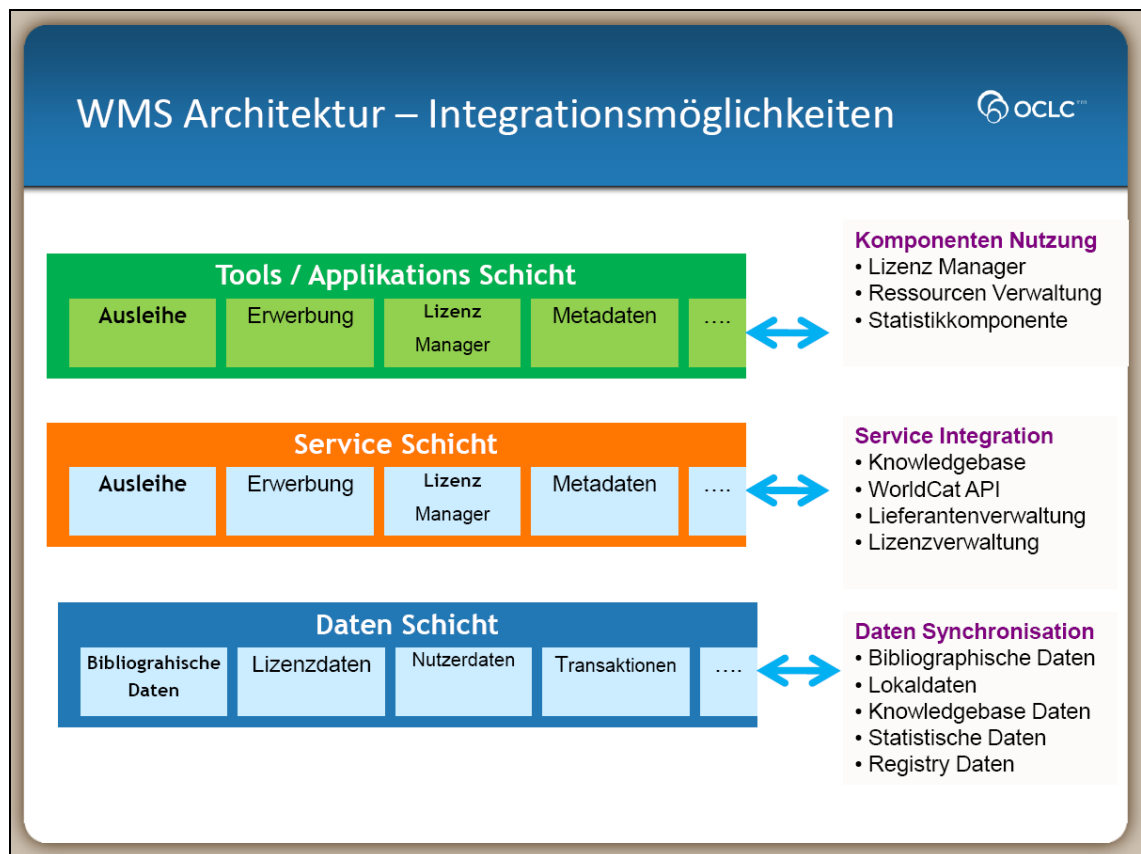 WMS Architektur – Integrationsmöglichkeiten
OCLC™
Tools / Applikations Schicht
Ausleihe
Erwerbung
Lizenz
Manager
Metadaten
....
Komponenten Nutzung
• Lizenz Manager
• Ressourcen Verwaltung
• Statistikkomponente
Service Schicht
Ausleihe
Erwerbung
Lizenz
Manager
Metadaten
....
Service Integration
• Knowledgebase
• WorldCat API
• Lieferantenverwaltung
• Lizenzverwaltung
Daten Schicht
Bibliograhische
Daten
Lizenzdaten
Nutzerdaten
Transaktionen
....
Daten Synchronisation
• Bibliographische Daten
• Lokaldaten
• Knowledgebase Daten
• Statistische Daten
• Registry Daten